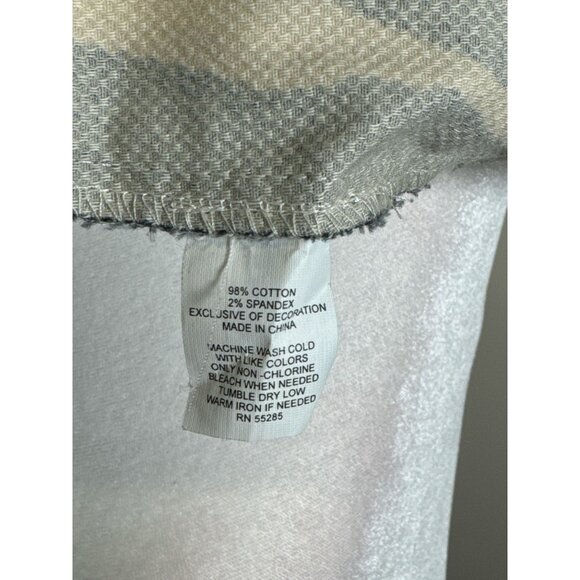 98% COTTON
2% SPANDEX
EXCLUSIVE OF DECORATION
MADE IN CHINA
MACHINE WASH COLD
WITH LIKE COLORS
ONLY NON -CHLORINE
BLEACH WHEN NEEDED
TUMBLE DRY LOW
WARM IRON IF NEEDED
RN 55285